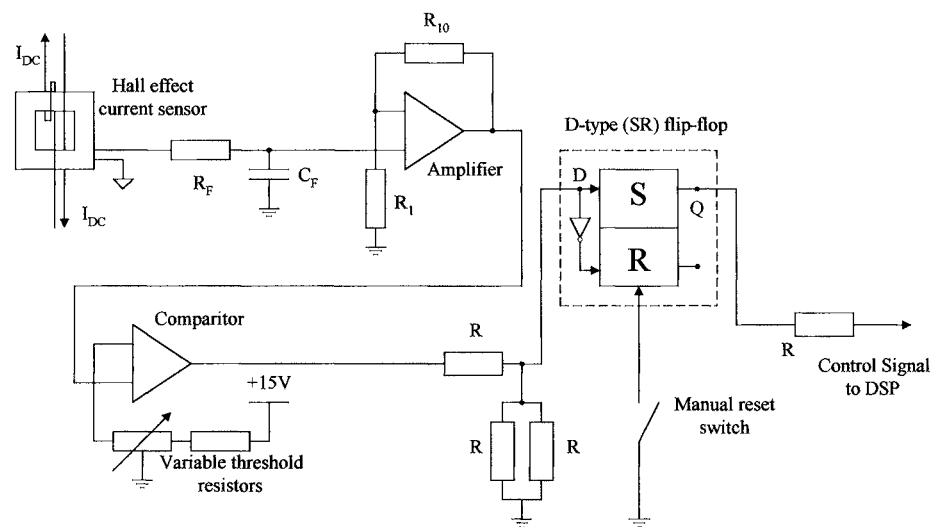 R10
IDC
Hall effect
current sensor
D-type (SR) flip-flop
Amplifier
RF
CF
R1
D
S
Q
R
IDC
Comparitor
R
+15V
R
Control Signal
to DSP
Manual reset
switch
R
R
Variable threshold
resistors